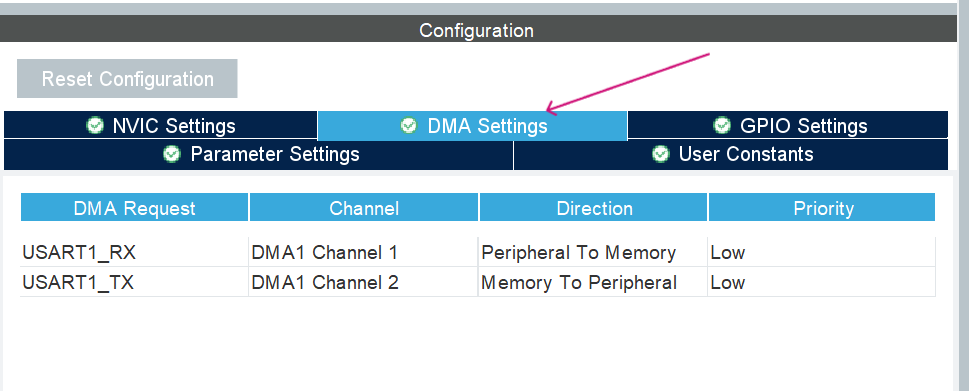 Configuration
Reset Configuration
NVIC Settings DMA Settings GPIO Settings
Parameter Settings User Constants
DMA Request Channel Direction Priority
USART1_RX DMA1 Channel 1 Peripheral To Memory Low
USART1_TX DMA1 Channel 2 Memory To Peripheral Low